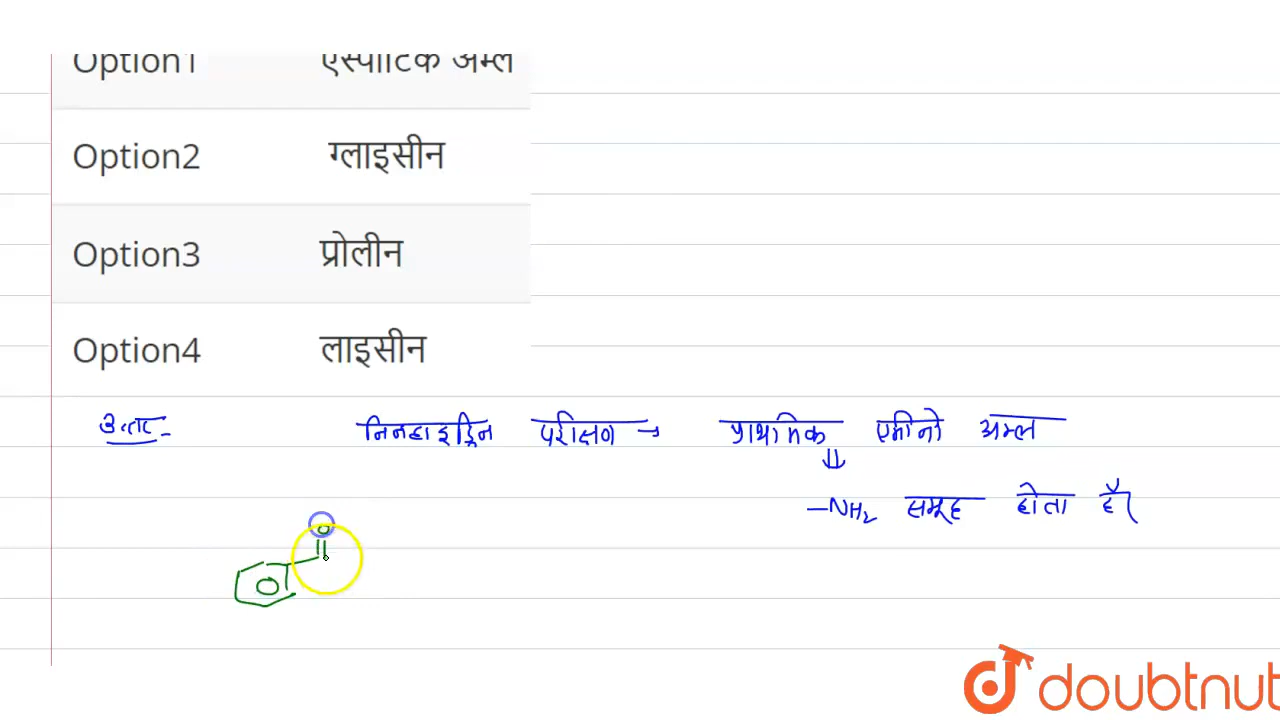 Option1 एस्पार्टिक अम्ल
Option2 ग्लाइसीन
Option3 प्रोलीन
Option4 लाइसीन
उत्तर -
निनहाइड्रिन परीक्षण → प्राथमिक एमीनो अम्ल
⇓
-NH₂ समूह होता है।
O
doubtnut